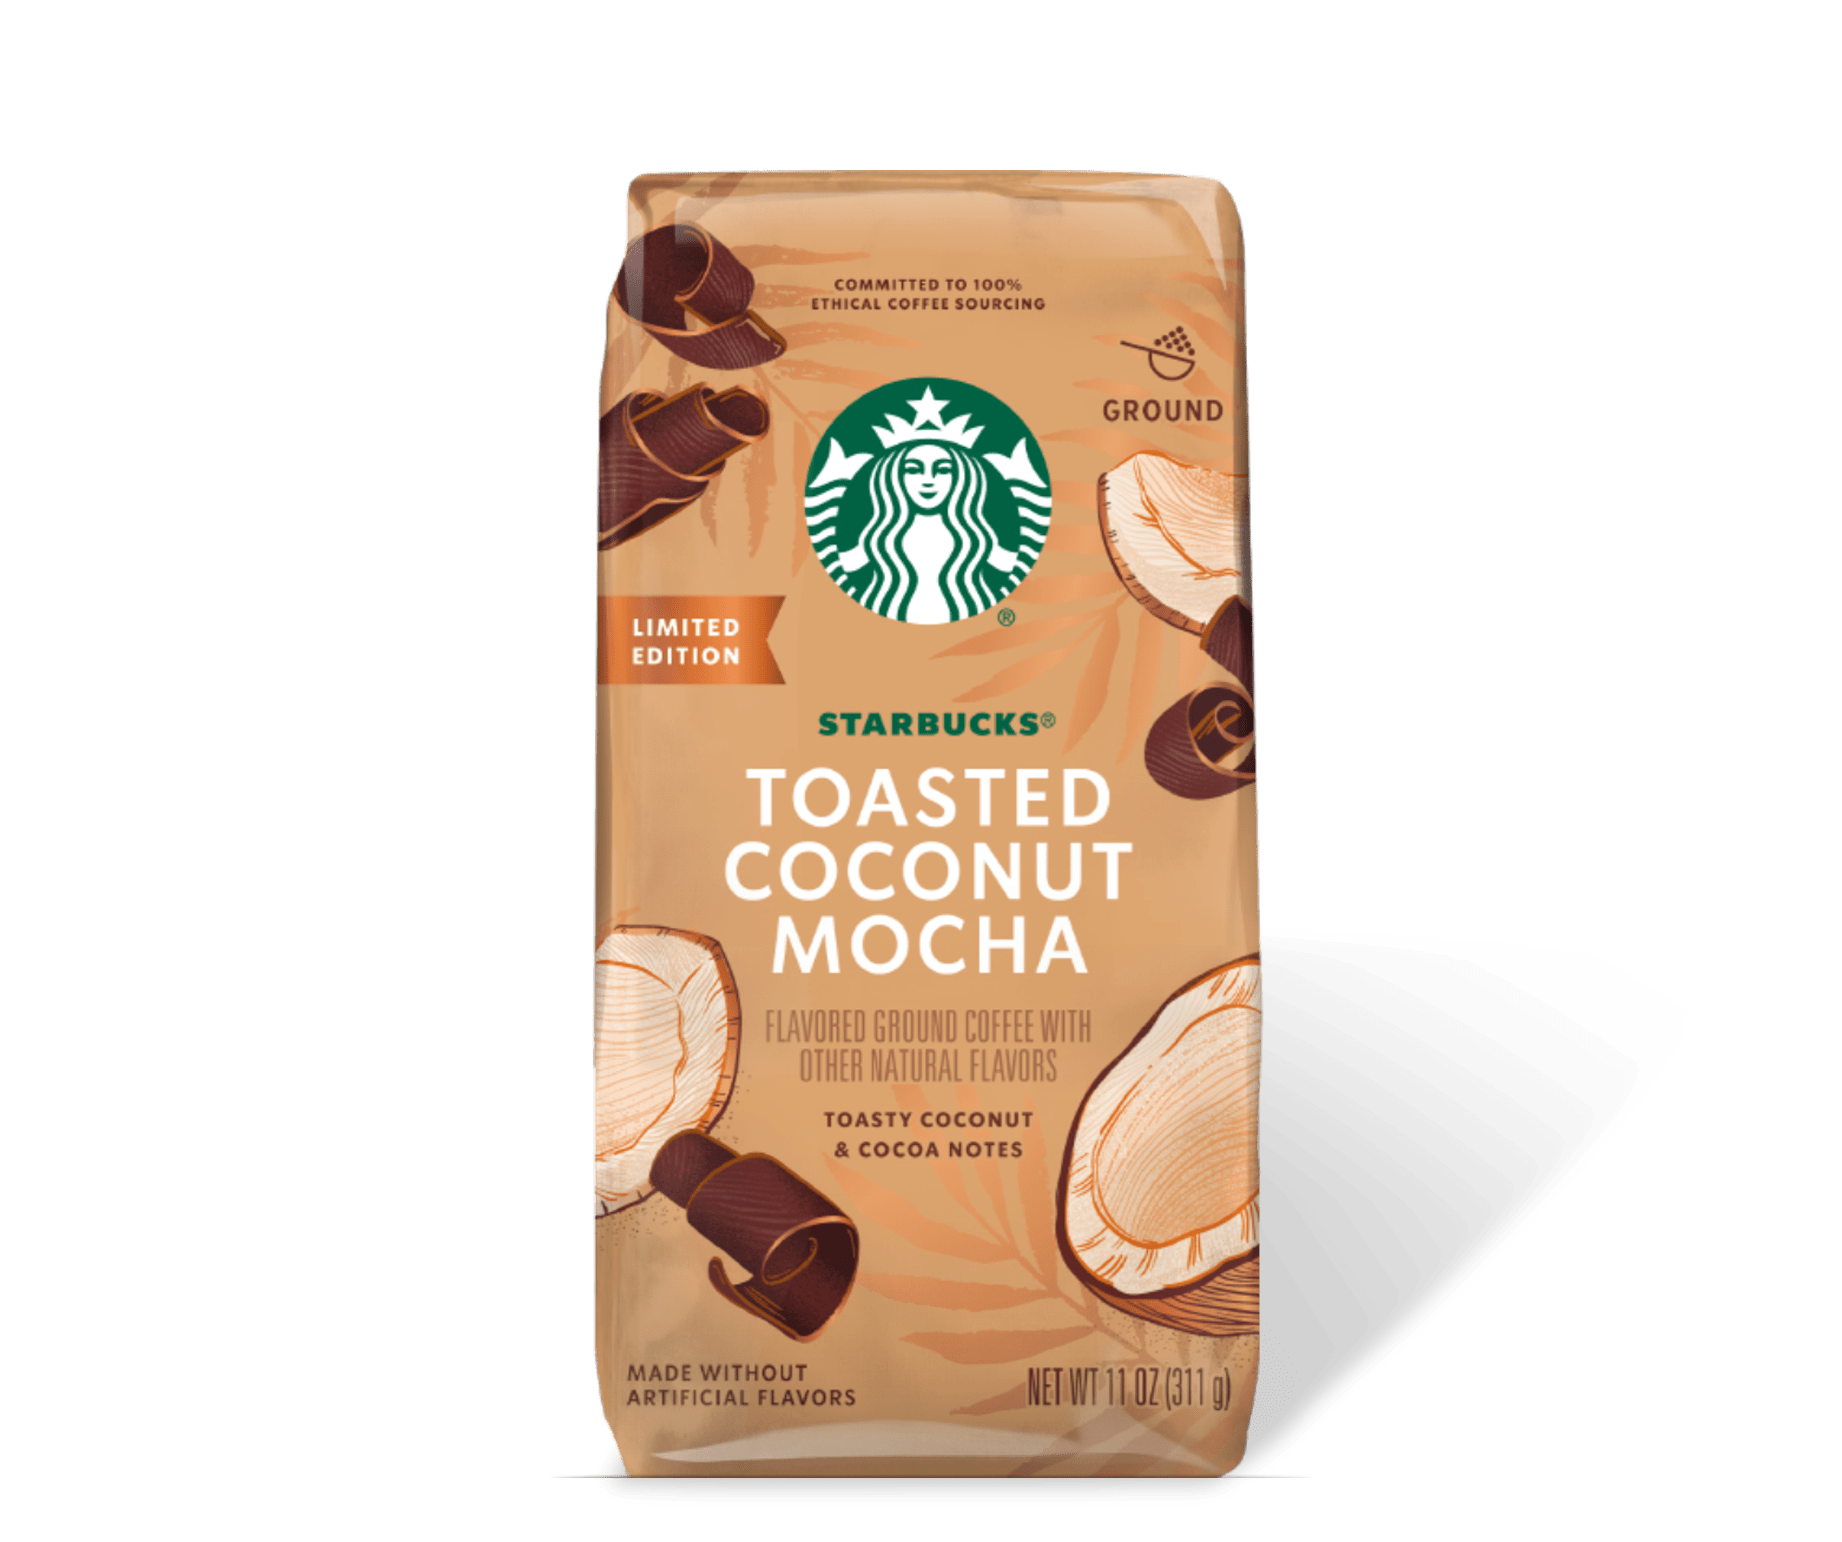 COMMITTED TO 100%
ETHICAL COFFEE SOURCING
GROUND
®
LIMITED
EDITION
STARBUCKS®
TOASTED
COCONUT
MOCHA
FLAVORED GROUND COFFEE WITH
OTHER NATURAL FLAVORS
TOASTY COCONUT
& COCOA NOTES
MADE WITHOUT
ARTIFICIAL FLAVORS
NET WT 11 OZ (311 g)